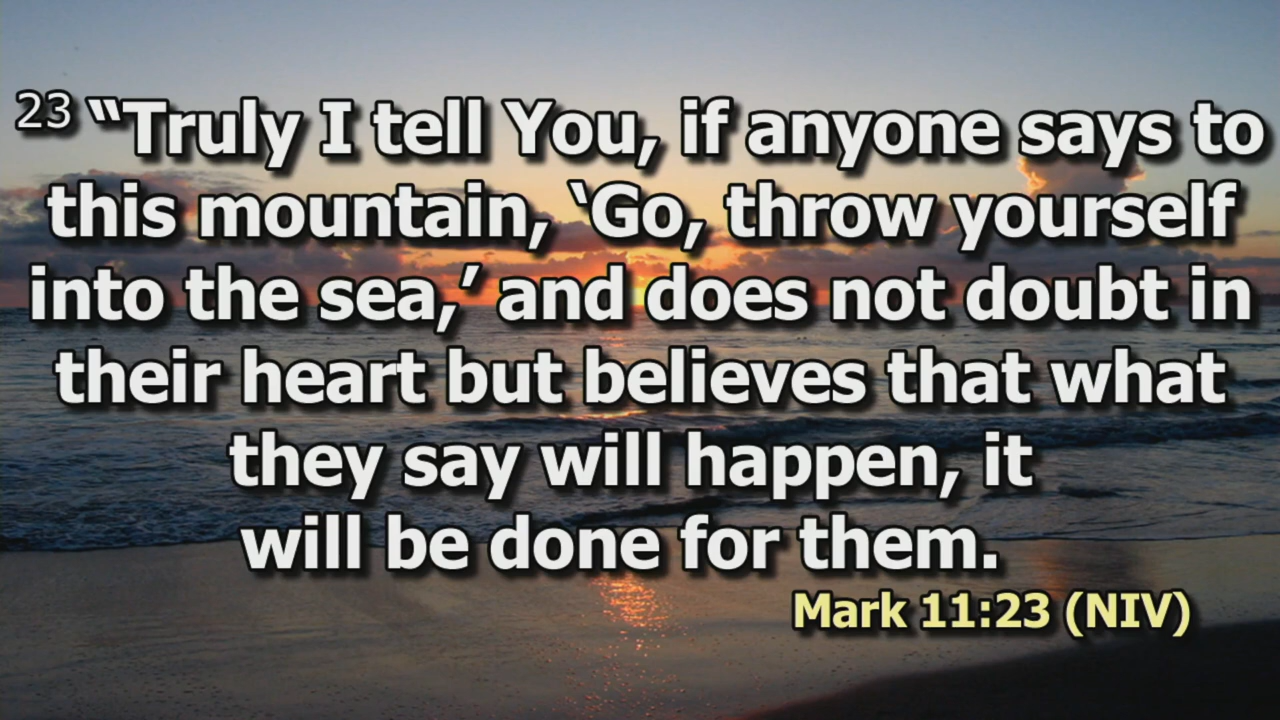 23 “Truly I tell You, if anyone says to
this mountain, ‘Go, throw yourself
into the sea,’ and does not doubt in
their heart but believes that what
they say will happen, it
will be done for them.
Mark 11:23 (NIV)